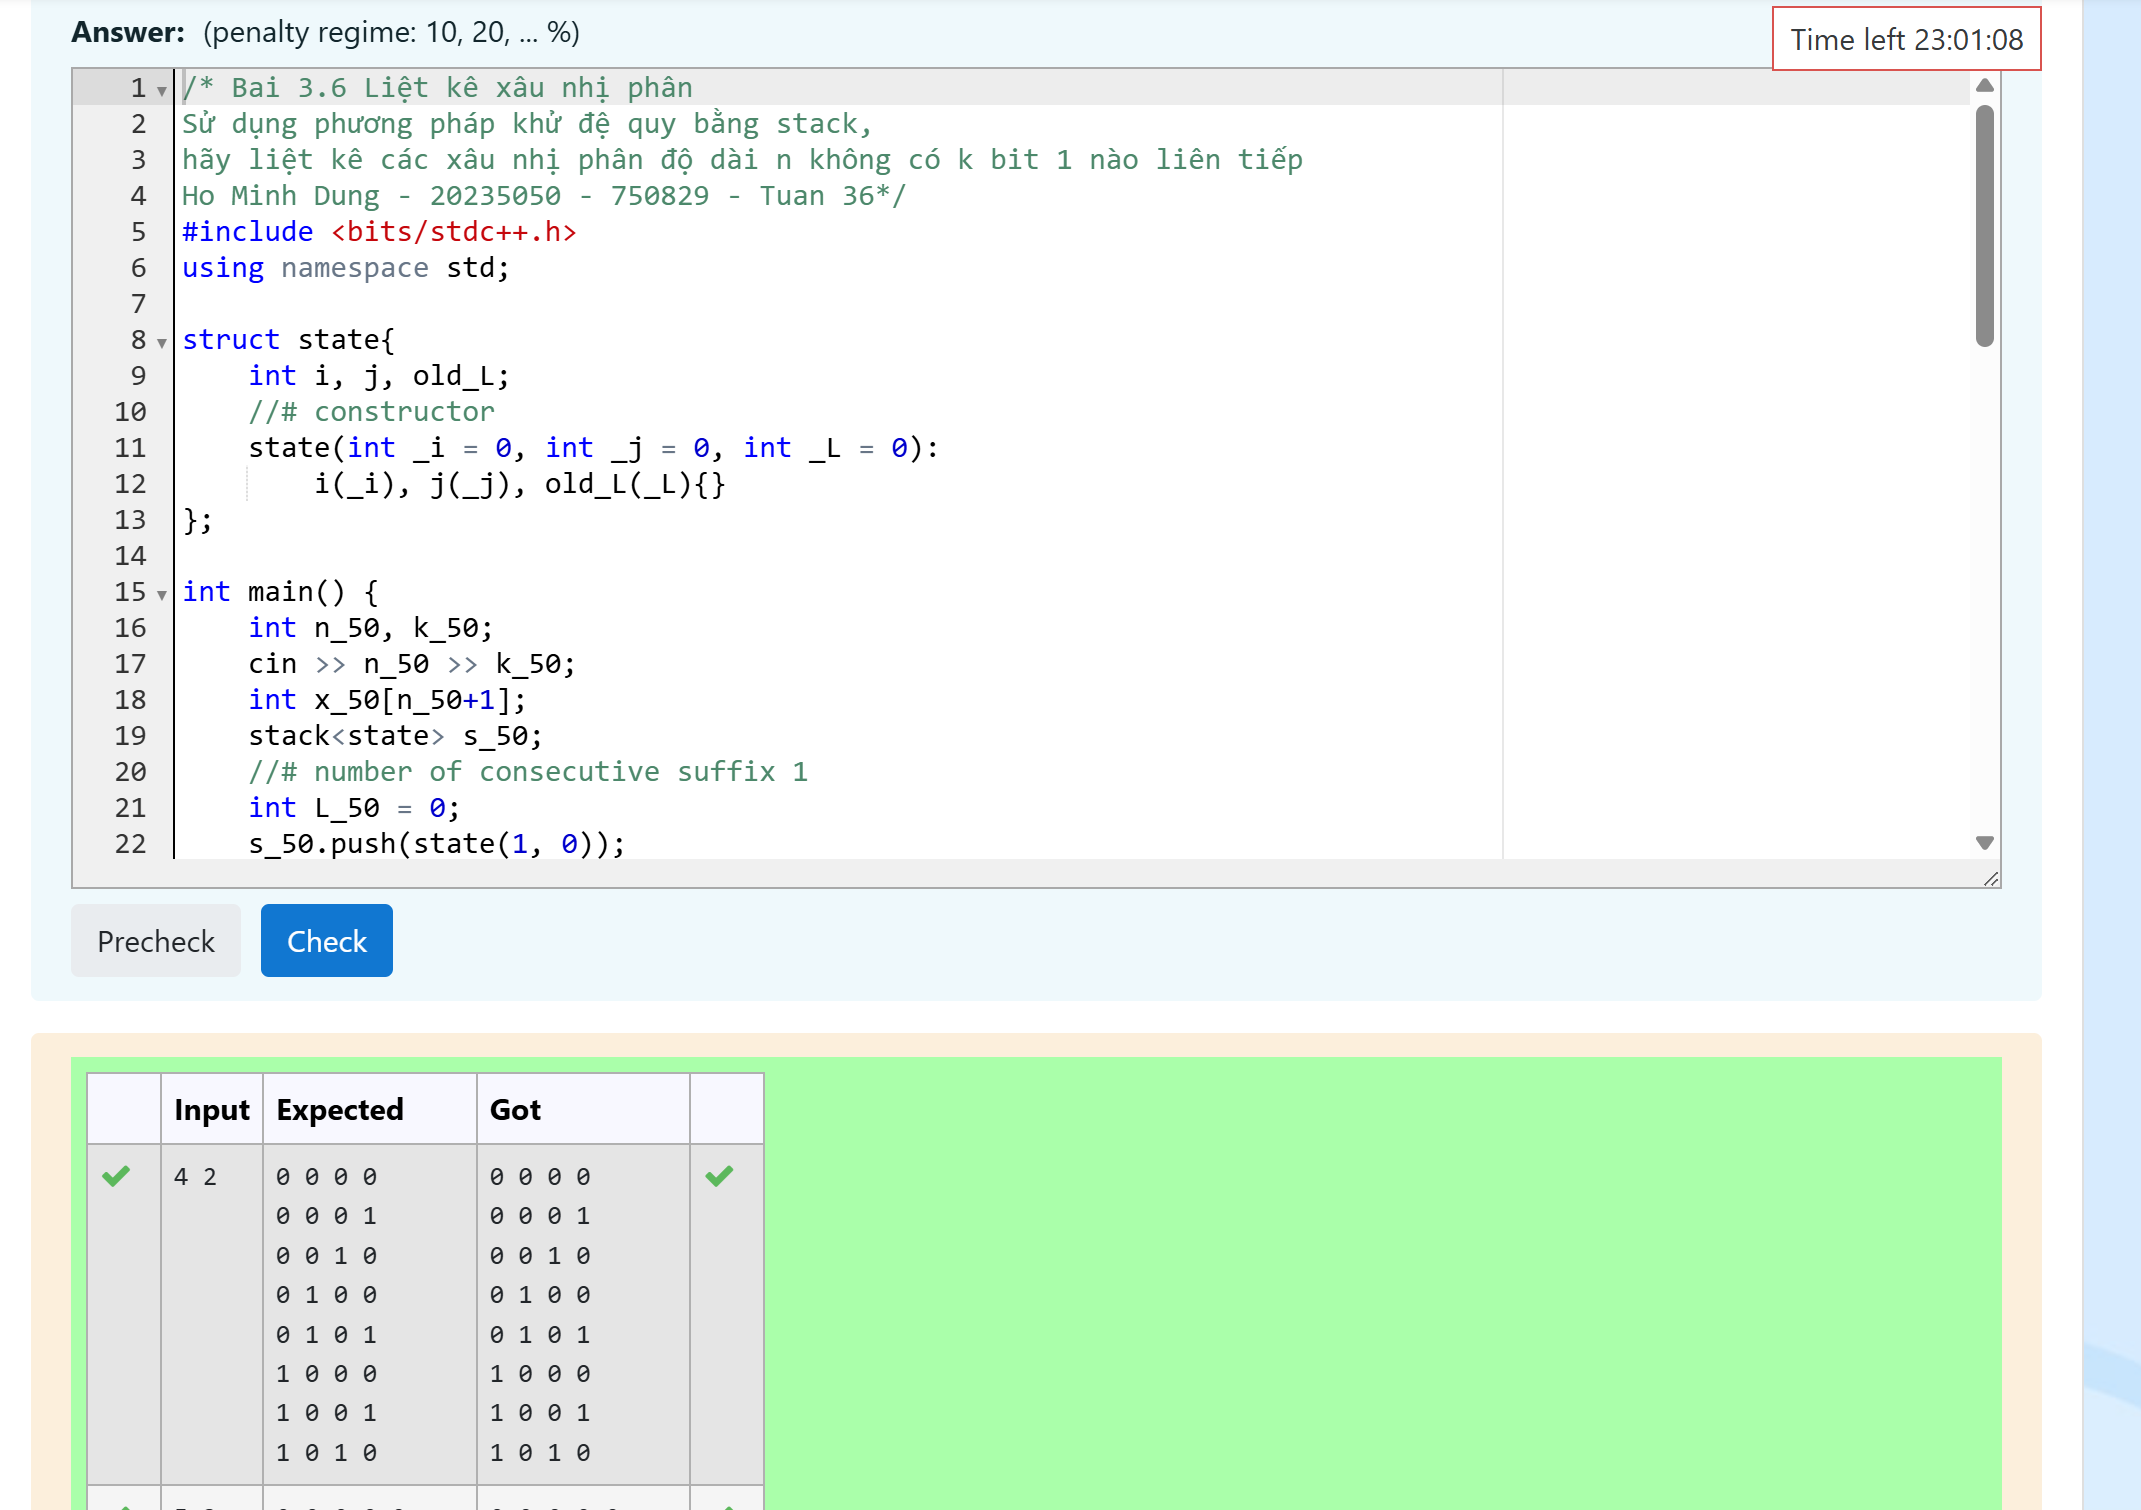 Answer: (penalty regime: 10, 20, ... %)
Time left 23:01:08
1 /* Bai 3.6 Liệt kê xâu nhị phân
2 Sử dụng phương pháp khử đệ quy bằng stack,
3 hãy liệt kê các xâu nhị phân độ dài n không có k bit 1 nào liên tiếp
4 Ho Minh Dung - 20235050 - 750829 - Tuan 36*/
5 #include <bits/stdc++.h>
6 using namespace std;
7
8 struct state{
9     int i, j, old_L;
10     //# constructor
11     state(int _i = 0, int _j = 0, int _L = 0):
12         i(_i), j(_j), old_L(_L){}
13 };
14
15 int main() {
16     int n_50, k_50;
17     cin >> n_50 >> k_50;
18     int x_50[n_50+1];
19     stack<state> s_50;
20     //# number of consecutive suffix 1
21     int L_50 = 0;
22     s_50.push(state(1, 0));
Precheck Check
Input Expected Got
4 2 0 0 0 0 0 0 0 0
0 0 0 1 0 0 0 1
0 0 1 0 0 0 1 0
0 1 0 0 0 1 0 0
0 1 0 1 0 1 0 1
1 0 0 0 1 0 0 0
1 0 0 1 1 0 0 1
1 0 1 0 1 0 1 0